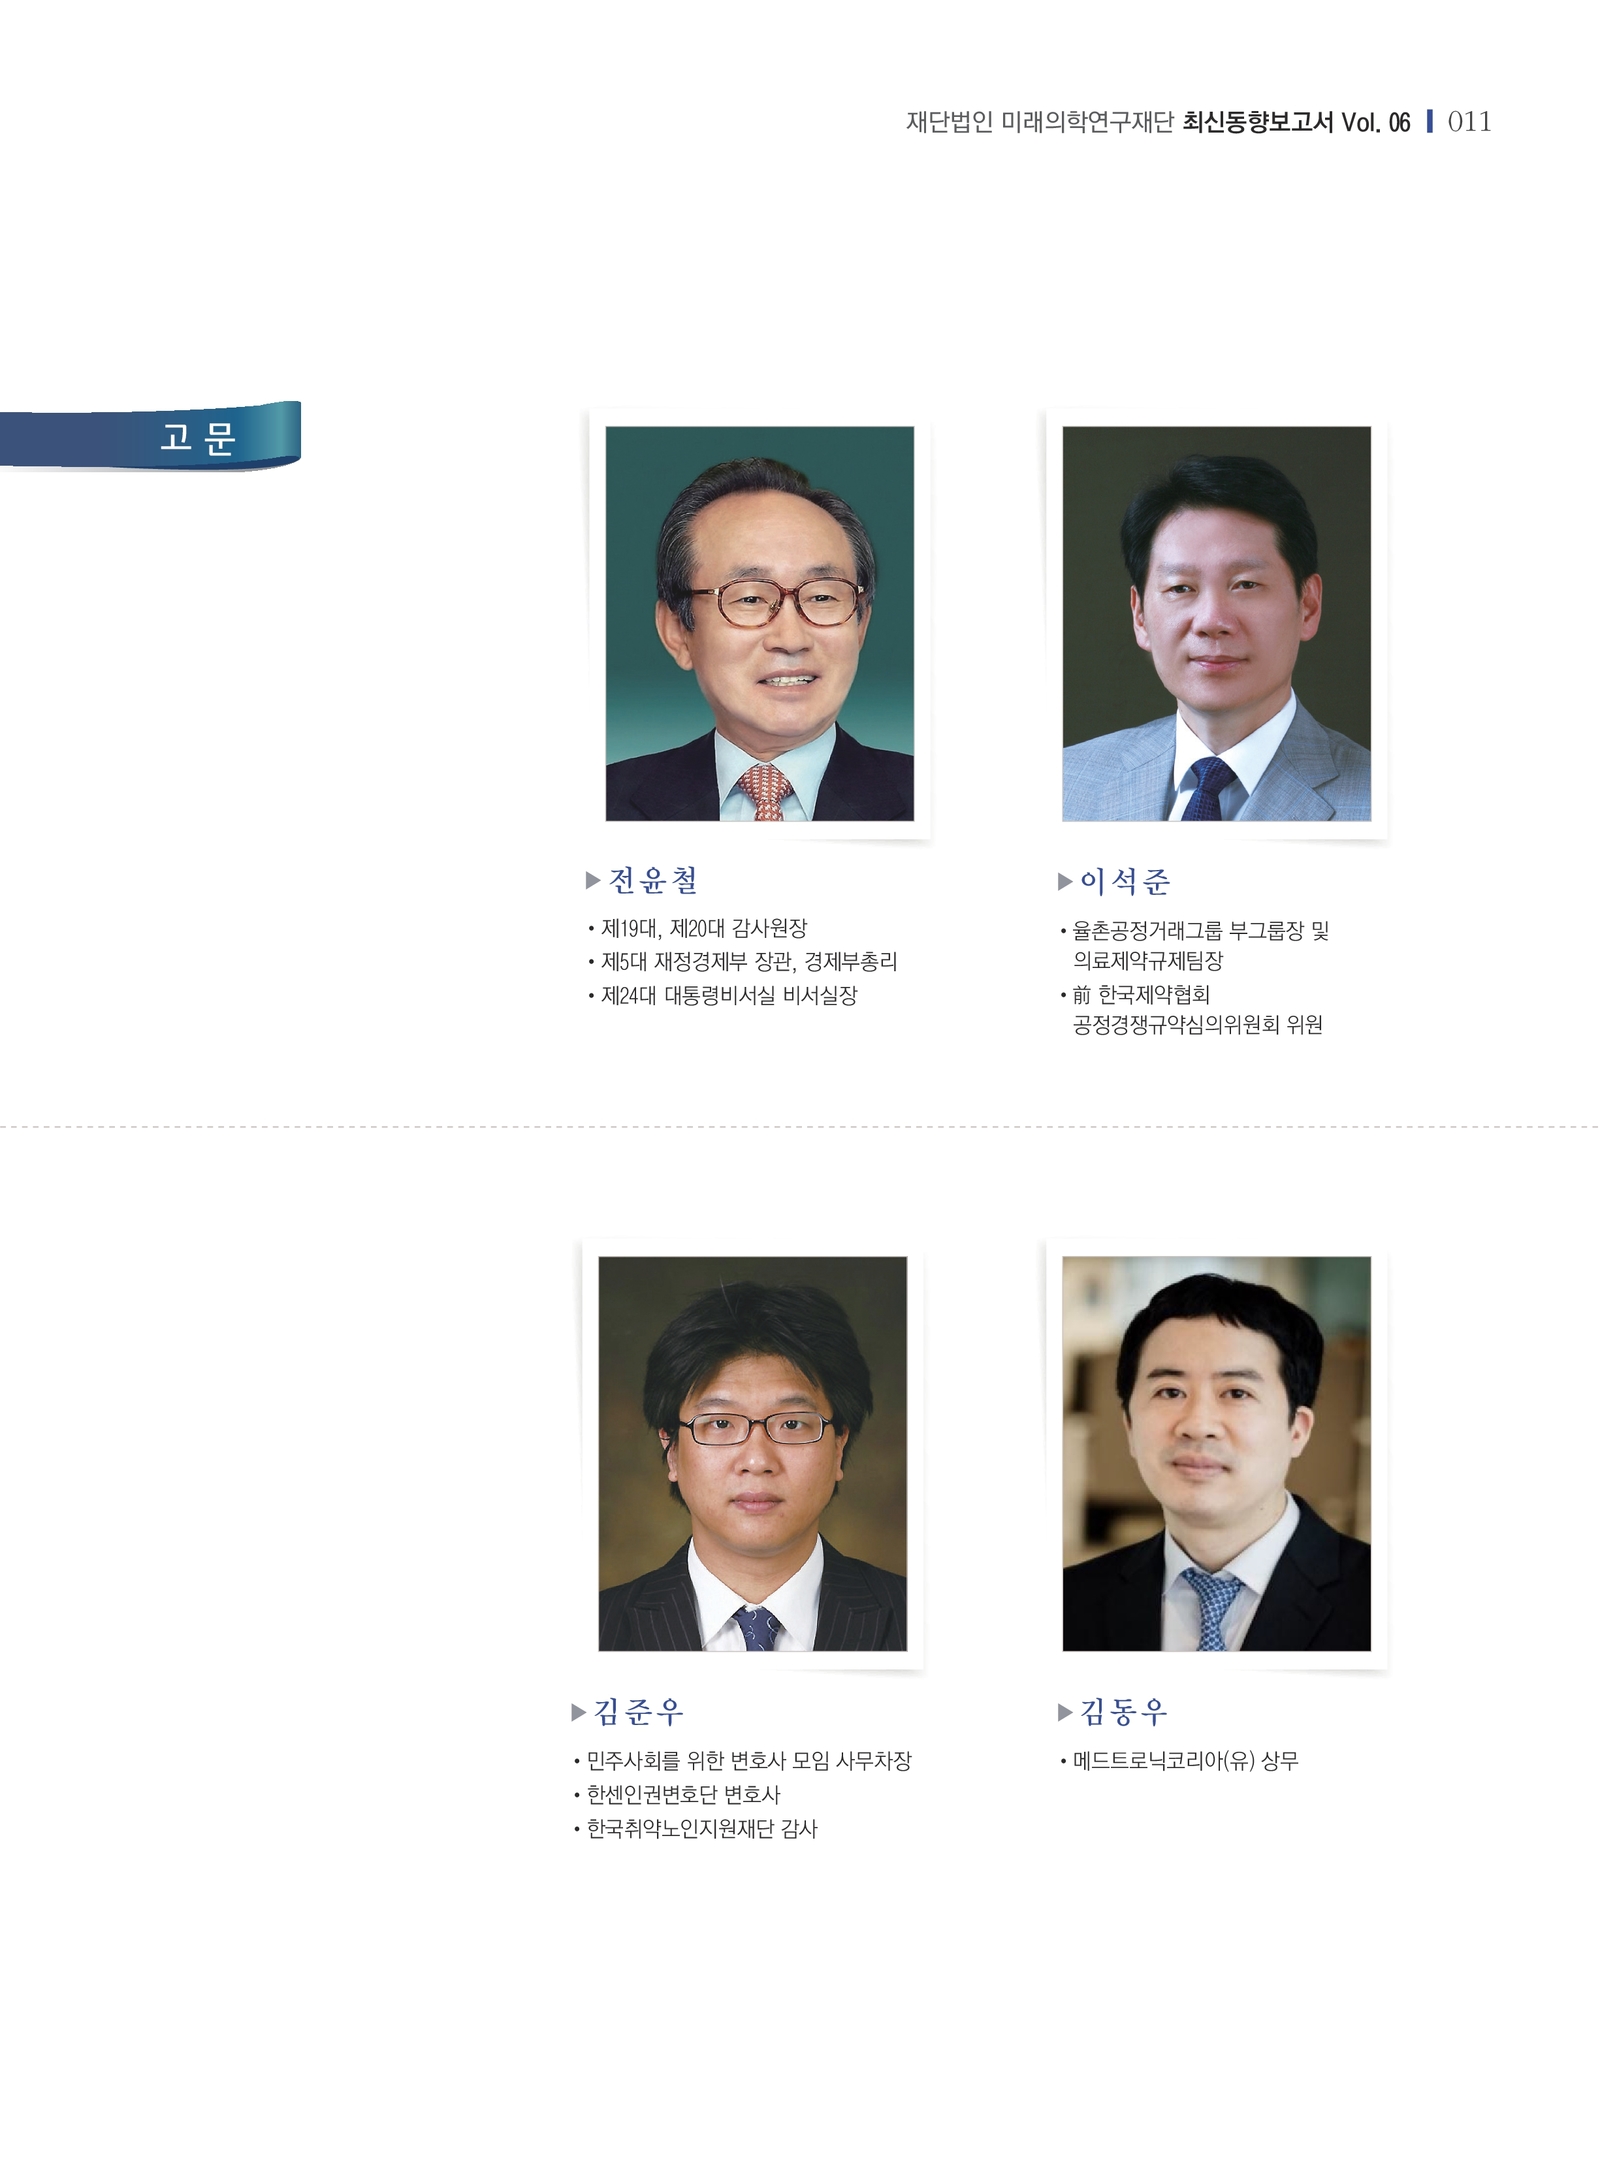 재단법인 미래의학연구재단 최신동향보고서 Vol. 06 011
고문
전윤철
• 제19대, 제20대 감사원장
• 제5대 재정경제부 장관, 경제부총리
• 제24대 대통령비서실 비서실장
이석준
• 율촌공정거래그룹 부그룹장 및
의료제약규제팀장
• 前 한국제약협회
공정경쟁규약심의위원회 위원
김준우
• 민주사회를 위한 변호사 모임 사무차장
• 한센인권변호단 변호사
• 한국취약노인지원재단 감사
김동우
• 메드트로닉코리아(유) 상무